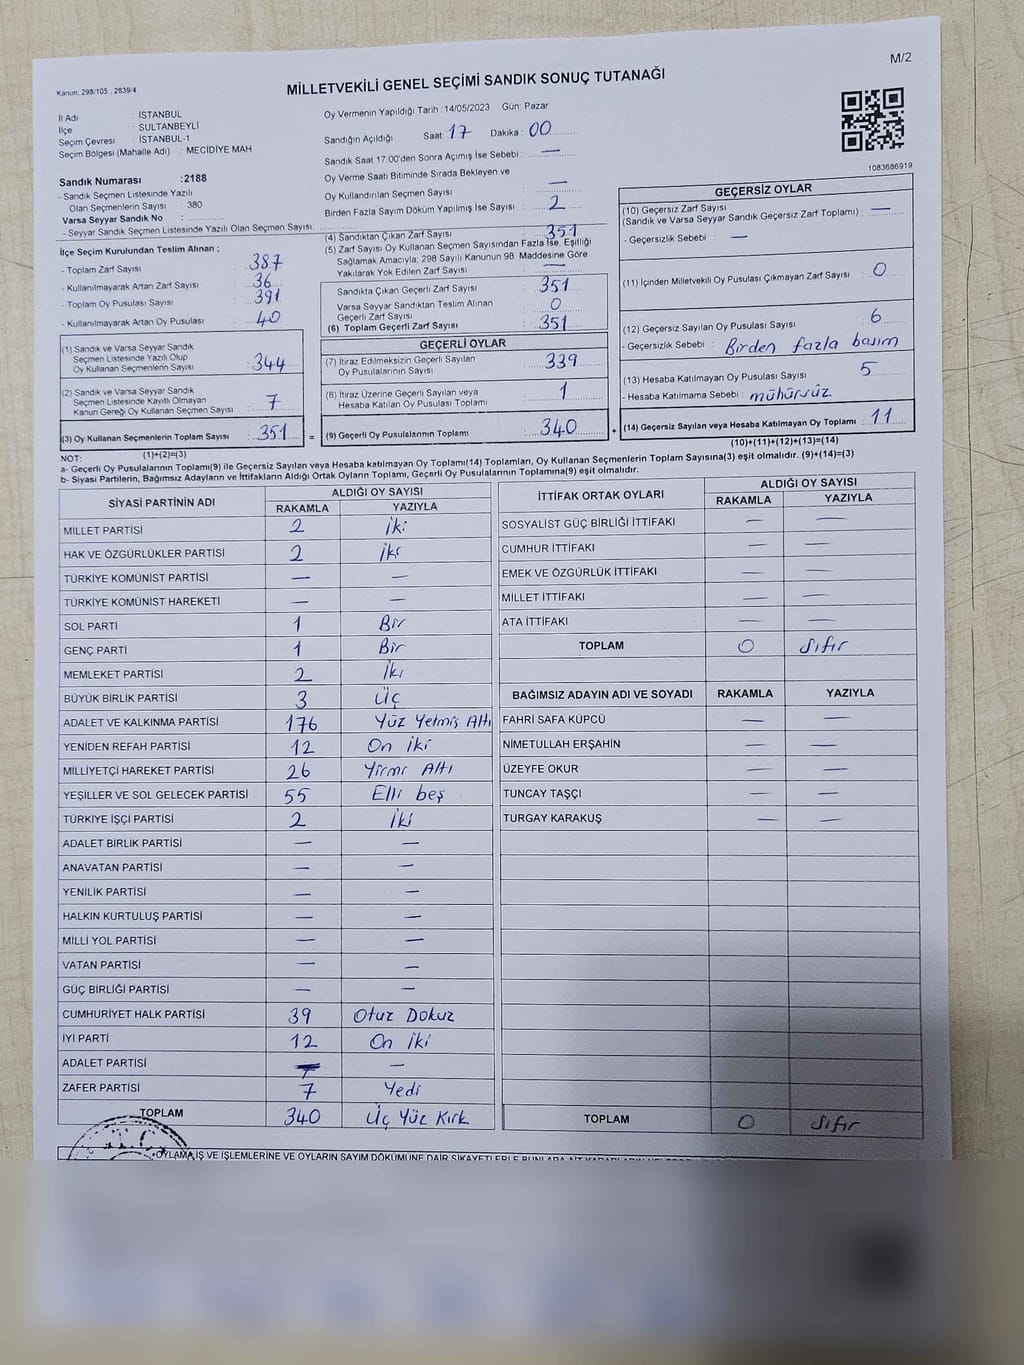 M/2
Kanun, 298/105 , 2839/4
MİLLETVEKİLİ GENEL SEÇİMİ SANDIK SONUÇ TUTANAĞI
İl Adı : İSTANBUL
İlçe : SULTANBEYLİ
Seçim Çevresi : İSTANBUL-1
Seçim Bölgesi (Mahalle Adı) : MECİDİYE MAH
Sandık Numarası :2188
- Sandık Seçmen Listesinde Yazılı
Olan Seçmenlerin Sayısı : 380
Varsa Seyyar Sandık No :
- Seyyar Sandık Seçmen Listesinde Yazılı Olan Seçmen Sayısı:
İlçe Seçim Kurulundan Teslim Alınan ;
- Toplam Zarf Sayısı : 387
- Kullanılmayarak Artan Zarf Sayısı : 36
- Toplam Oy Pusulası Sayısı : 391
- Kullanılmayarak Artan Oy Pusulası : 40
(1) Sandık ve Varsa Seyyar Sandık
Seçmen Listesinde Yazılı Olup
Oy Kullanan Seçmenlerin Sayısı : 344
(2) Sandık ve Varsa Seyyar Sandık
Seçmen Listesinde Kayıtlı Olmayan
Kanun Gereği Oy Kullanan Seçmen Sayısı : 7
(3) Oy Kullanan Seçmenlerin Toplam Sayısı : 351 =
(1)+(2)=(3)
Oy Vermenin Yapıldığı Tarih :14/05/2023 Gün: Pazar
Sandığın Açıldığı Saat: 17 Dakika : 00
Sandık Saat 17:00'den Sonra Açımış İse Sebebi : —
Oy Verme Saati Bitiminde Sırada Bekleyen ve
Oy Kullandırılan Seçmen Sayısı : —
Birden Fazla Sayım Döküm Yapılmış İse Sayısı : 2
(4) Sandıktan Çıkan Zarf Sayısı : 351
(5) Zarf Sayısı Oy Kullanan Seçmen Sayısından Fazla İse, Eşitliği
Sağlamak Amacıyla, 298 Sayılı Kanunun 98. Maddesine Göre
Yakılarak Yok Edilen Zarf Sayısı : —
Sandıkta Çıkan Geçerli Zarf Sayısı : 351
Varsa Seyyar Sandıktan Teslim Alınan
Geçerli Zarf Sayısı : 0
(6) Toplam Geçerli Zarf Sayısı : 351
GEÇERLİ OYLAR
(7) İtiraz Edilmeksizin Geçerli Sayılan
Oy Pusulalarının Sayısı : 339
(8) İtiraz Üzerine Geçerli Sayılan veya
Hesaba Katılan Oy Pusulası Toplamı : 1
(9) Geçerli Oy Pusulalarının Toplamı : 340 +
1083686919
GEÇERSİZ OYLAR
(10) Geçersiz Zarf Sayısı
(Sandık ve Varsa Seyyar Sandık Geçersiz Zarf Toplamı) : —
- Geçersizlik Sebebi : —
(11) İçinden Milletvekili Oy Pusulası Çıkmayan Zarf Sayısı : 0
(12) Geçersiz Sayılan Oy Pusulası Sayısı : 6
- Geçersizlik Sebebi : Birden fazla basım
(13) Hesaba Katılmayan Oy Pusulası Sayısı : 5
- Hesaba Katılmama Sebebi : mühürsüz
(14) Geçersiz Sayılan veya Hesaba Katılmayan Oy Toplamı : 11
(10)+(11)+(12)+(13)=(14)
NOT:
a- Geçerli Oy Pusulalarının Toplamı(9) ile Geçersiz Sayılan veya Hesaba katılmayan Oy Toplamı(14) Toplamları, Oy Kullanan Seçmenlerin Toplam Sayısına(3) eşit olmalıdır. (9)+(14)=(3)
b- Siyasi Partilerin, Bağımsız Adayların ve İttifakların Aldığı Ortak Oyların Toplamı, Geçerli Oy Pusulalarının Toplamına(9) eşit olmalıdır.
SİYASİ PARTİNİN ADI ALDIĞI OY SAYISI
RAKAMLA YAZIYLA
MİLLET PARTİSİ 2 İki
HAK VE ÖZGÜRLÜKLER PARTİSİ 2 İki
TÜRKİYE KOMÜNİST PARTİSİ — —
TÜRKİYE KOMÜNİST HAREKETİ — —
SOL PARTİ 1 Bir
GENÇ PARTİ 1 Bir
MEMLEKET PARTİSİ 2 İki
BÜYÜK BİRLİK PARTİSİ 3 Üç
ADALET VE KALKINMA PARTİSİ 176 Yüz Yetmiş Altı
YENİDEN REFAH PARTİSİ 12 On iki
MİLLİYETÇİ HAREKET PARTİSİ 26 Yirmi Altı
YEŞİLLER VE SOL GELECEK PARTİSİ 55 Elli beş
TÜRKİYE İŞÇİ PARTİSİ 2 İki
ADALET BİRLİK PARTİSİ — —
ANAVATAN PARTİSİ — —
YENİLİK PARTİSİ — —
HALKIN KURTULUŞ PARTİSİ — —
MİLLİ YOL PARTİSİ — —
VATAN PARTİSİ — —
GÜÇ BİRLİĞİ PARTİSİ — —
CUMHURİYET HALK PARTİSİ 39 Otuz Dokuz
İYİ PARTİ 12 On iki
ADALET PARTİSİ — —
ZAFER PARTİSİ 7 Yedi
TOPLAM 340 Üç Yüz Kırk
İTTİFAK ORTAK OYLARI ALDIĞI OY SAYISI
RAKAMLA YAZIYLA
SOSYALİST GÜÇ BİRLİĞİ İTTİFAKI — —
CUMHUR İTTİFAKI — —
EMEK VE ÖZGÜRLÜK İTTİFAKI — —
MİLLET İTTİFAKI — —
ATA İTTİFAKI — —
TOPLAM 0 sıfır
BAĞIMSIZ ADAYIN ADI VE SOYADI RAKAMLA YAZIYLA
FAHRİ SAFA KÜPCÜ — —
NİMETULLAH ERŞAHİN — —
ÜZEYFE OKUR — —
TUNCAY TAŞÇI — —
TURGAY KARAKUŞ — —
TOPLAM 0 sıfır
OYLAMA İŞ VE İŞLEMLERİNE VE OYLARIN SAYIM DÖKÜMÜNE DAİR ŞİKAYETLERLE BUNLARA AİT